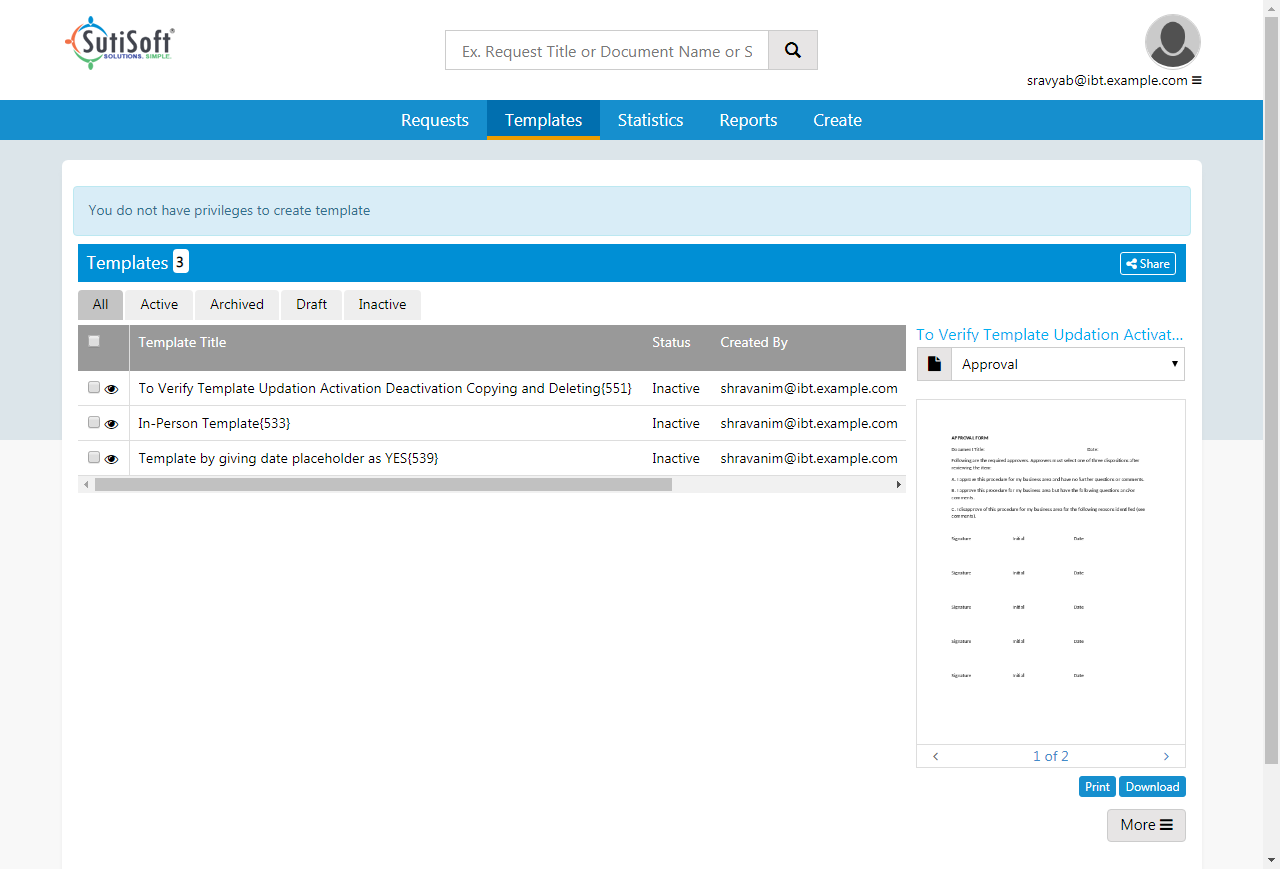 SutiSoft®
SOLUTIONS. SIMPLE.
Ex. Request Title or Document Name or S
sravyab@ibt.example.com
Requests Templates Statistics Reports Create
You do not have privileges to create template
Templates 3 Share
All Active Archived Draft Inactive
Template Title Status Created By
To Verify Template Updation Activation Deactivation Copying and Deleting{551} Inactive shravanim@ibt.example.com
In-Person Template{533} Inactive shravanim@ibt.example.com
Template by giving date placeholder as YES{539} Inactive shravanim@ibt.example.com
To Verify Template Updation Activat...
Approval
APPROVAL FORM
Document Title: Date:
Following are the required approvers. Approvers must select one of three dispositions after
reviewing the item:
A. I approve this procedure for my business area and have no further questions or comments.
B. I approve this procedure for my business area but have the following questions and/or
comments.
C. I disapprove of this procedure for my business area for the following reasons identified (see
comments).
Signature Initial Date
Signature Initial Date
Signature Initial Date
Signature Initial Date
Signature Initial Date
1 of 2
Print Download
More